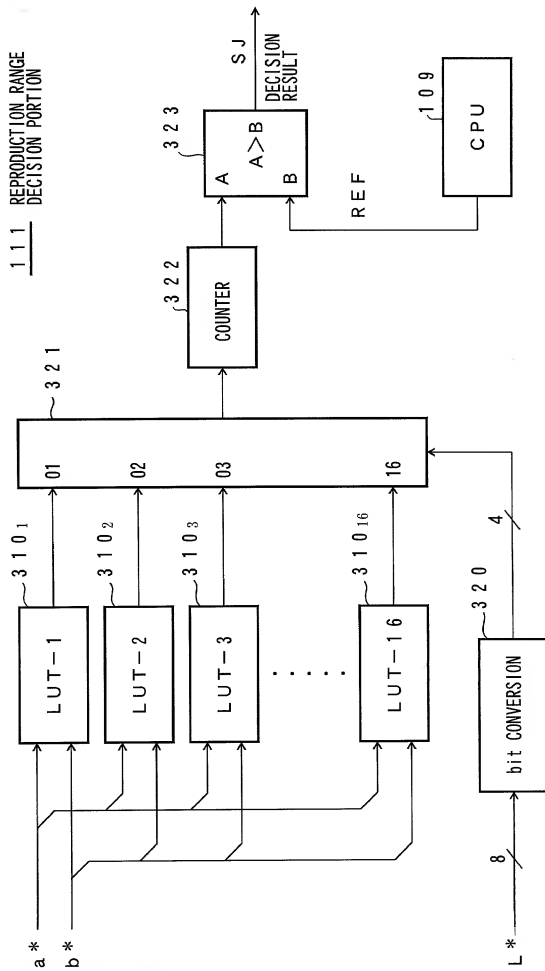 111 REPRODUCTION RANGE
DECISION PORTION
a*
b*
L*
LUT-1
310₁
LUT-2
310₂
LUT-3
310₃
.....
LUT-16
310₁₆
8
bit CONVERSION
320
4
01
02
03
16
321
COUNTER
322
A
A>B
B
323
SJ
DECISION
RESULT
REF
CPU
109